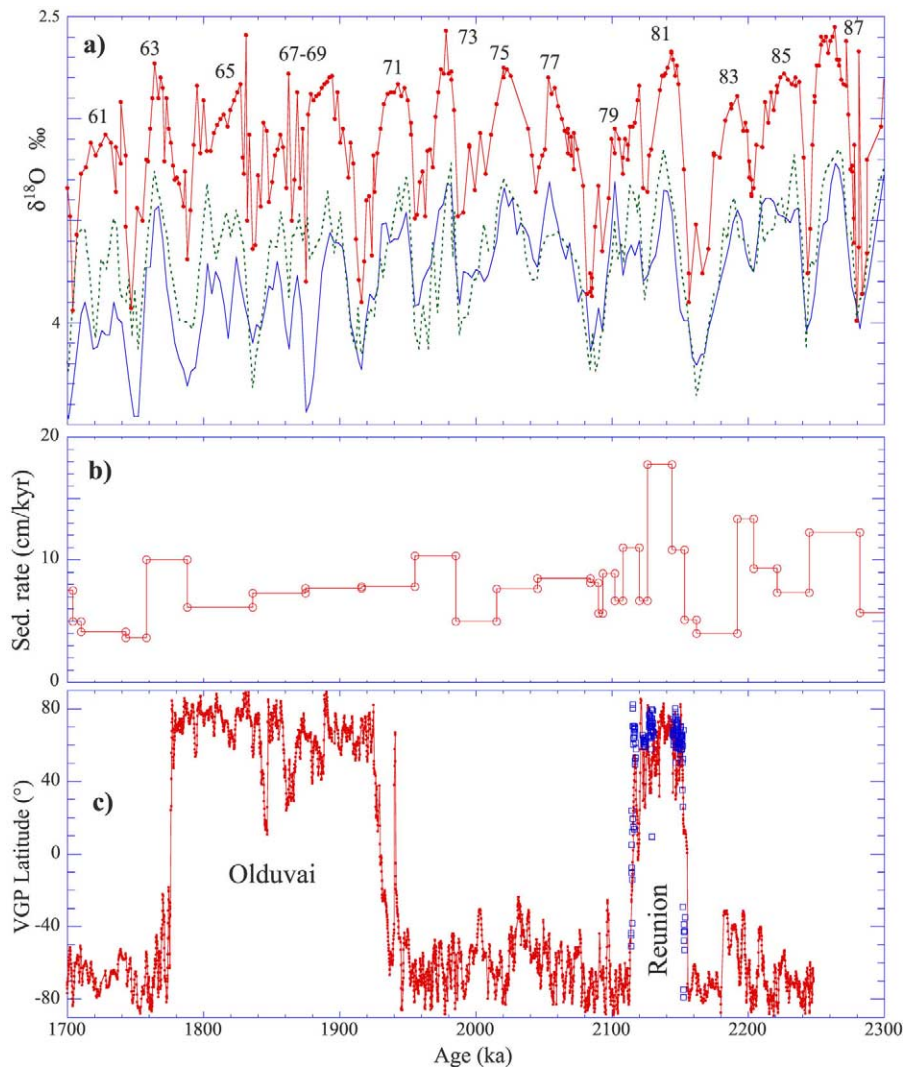 a)
2.5
4
δ¹⁸O ‰
61
63
65
67-69
71
73
75
77
79
81
83
85
87
b)
20
10
0
Sed. rate (cm/kyr)
c)
80
40
0
-40
-80
VGP Latitude (°)
Olduvai
Reunion
1700 1800 1900 2000 2100 2200 2300
Age (ka)